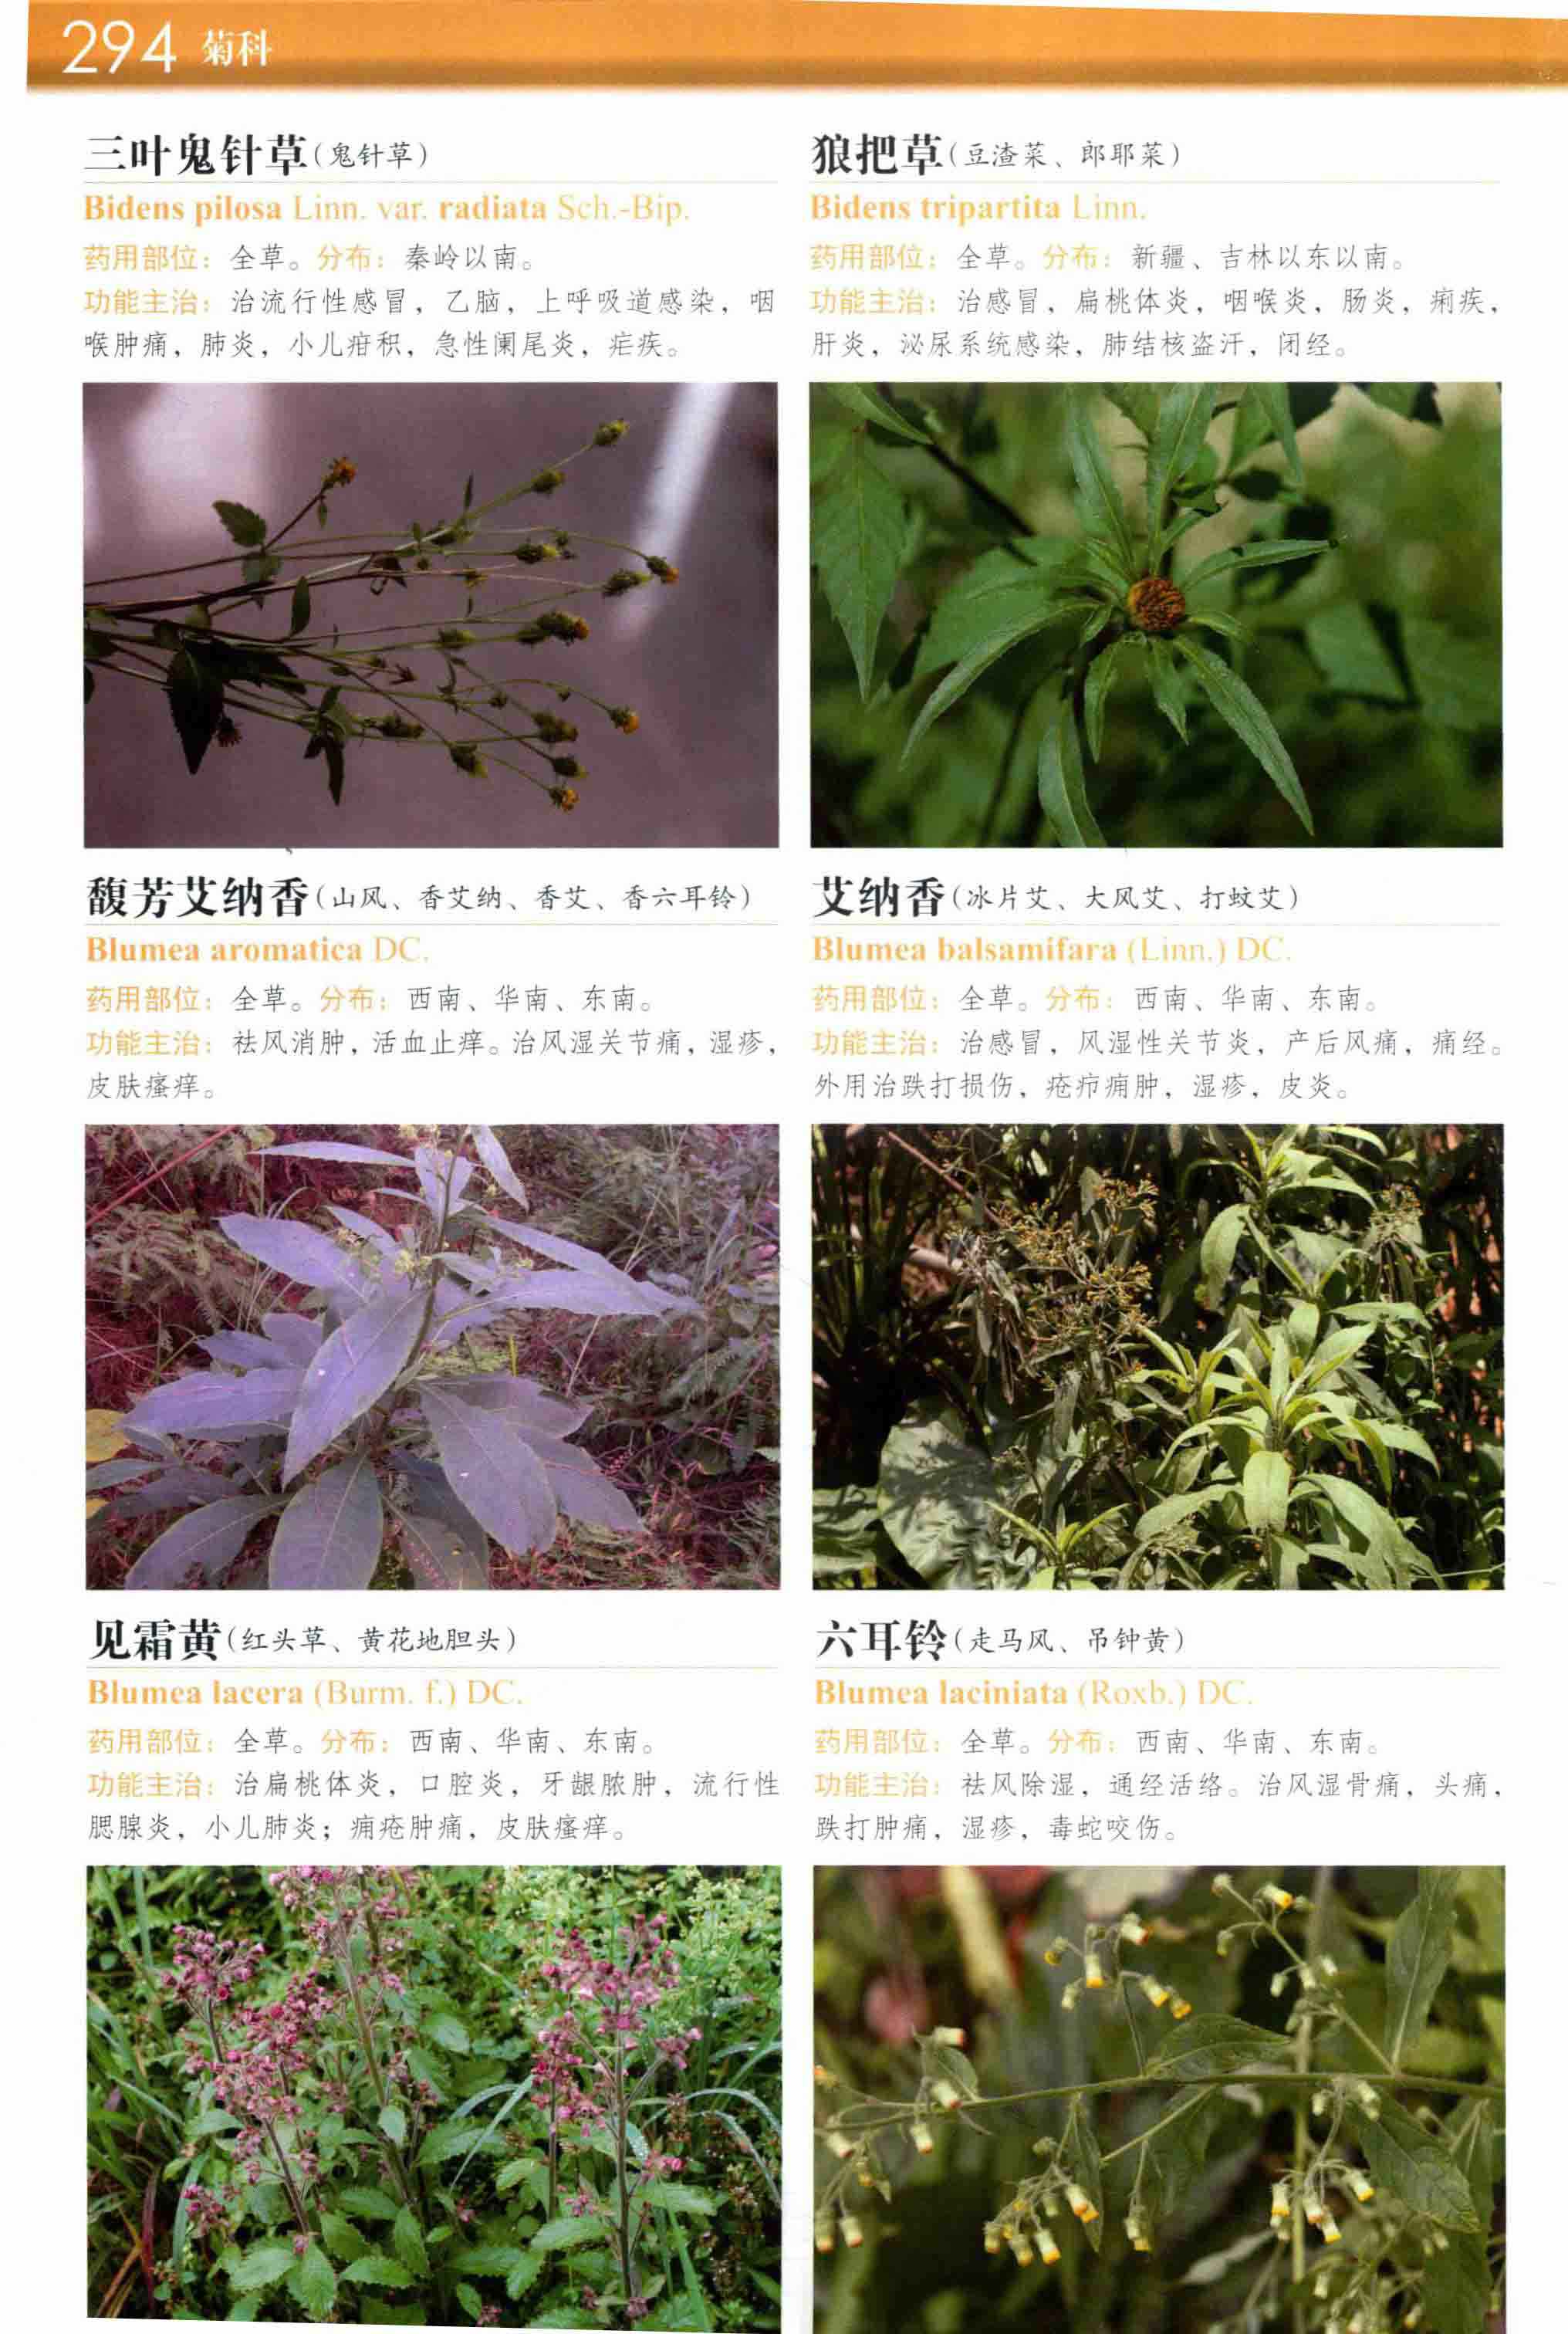 294 菊科
三叶鬼针草（鬼针草）
Bidens pilosa Linn. var. radiata Sch.-Bip.
药用部位：全草。分布：秦岭以南。
功能主治：治流行性感冒，乙脑，上呼吸道感染，咽
喉肿痛，肺炎，小儿疳积，急性阑尾炎，疟疾。
狼把草（豆渣菜、郎耶菜）
Bidens tripartita Linn.
药用部位：全草。分布：新疆、吉林以东以南。
功能主治：治感冒，扁桃体炎，咽喉炎，肠炎，痢疾，
肝炎，泌尿系统感染，肺结核盗汗，闭经。
馥芳艾纳香（山风、香艾纳、香艾、香六耳铃）
Blumea aromatica DC.
药用部位：全草。分布：西南、华南、东南。
功能主治：祛风消肿，活血止痒。治风湿关节痛，湿疹，
皮肤瘙痒。
艾纳香（冰片艾、大风艾、打蚊艾）
Blumea balsamifara (Linn.) DC.
药用部位：全草。分布：西南、华南、东南。
功能主治：治感冒，风湿性关节炎，产后风痛，痛经。
外用治跌打损伤，疮疖痈肿，湿疹，皮炎。
见霜黄（红头草、黄花地胆头）
Blumea lacera (Burm. f.) DC.
药用部位：全草。分布：西南、华南、东南。
功能主治：治扁桃体炎，口腔炎，牙龈脓肿，流行性
腮腺炎，小儿肺炎；痈疮肿痛，皮肤瘙痒。
六耳铃（走马风、吊钟黄）
Blumea laciniata (Roxb.) DC.
药用部位：全草。分布：西南、华南、东南。
功能主治：祛风除湿，通经活络。治风湿骨痛，头痛，
跌打肿痛，湿疹，毒蛇咬伤。